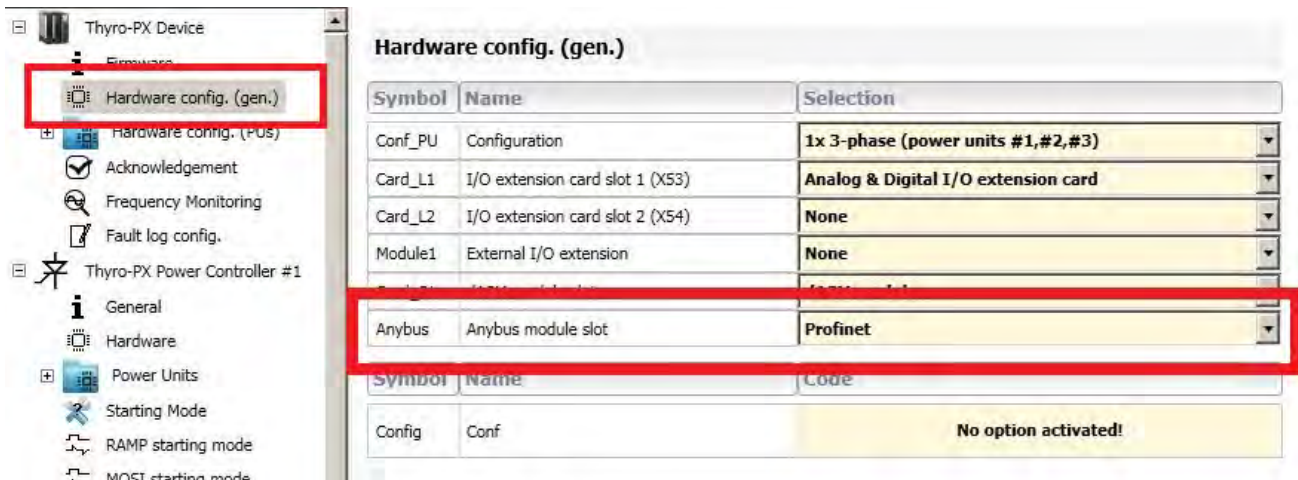 Thyro-PX Device
Firmware
Hardware config. (gen.)
Hardware config. (PUs)
Acknowledgement
Frequency Monitoring
Fault log config.
Thyro-PX Power Controller #1
General
Hardware
Power Units
Starting Mode
RAMP starting mode
MOSI starting mode
Hardware config. (gen.)
Symbol Name Selection
Conf_PU Configuration 1x 3-phase (power units #1,#2,#3)
Card_L1 I/O extension card slot 1 (X53) Analog & Digital I/O extension card
Card_L2 I/O extension card slot 2 (X54) None
Module1 External I/O extension None
Anybus Anybus module slot Profinet
Symbol Name Code
Config Conf No option activated!